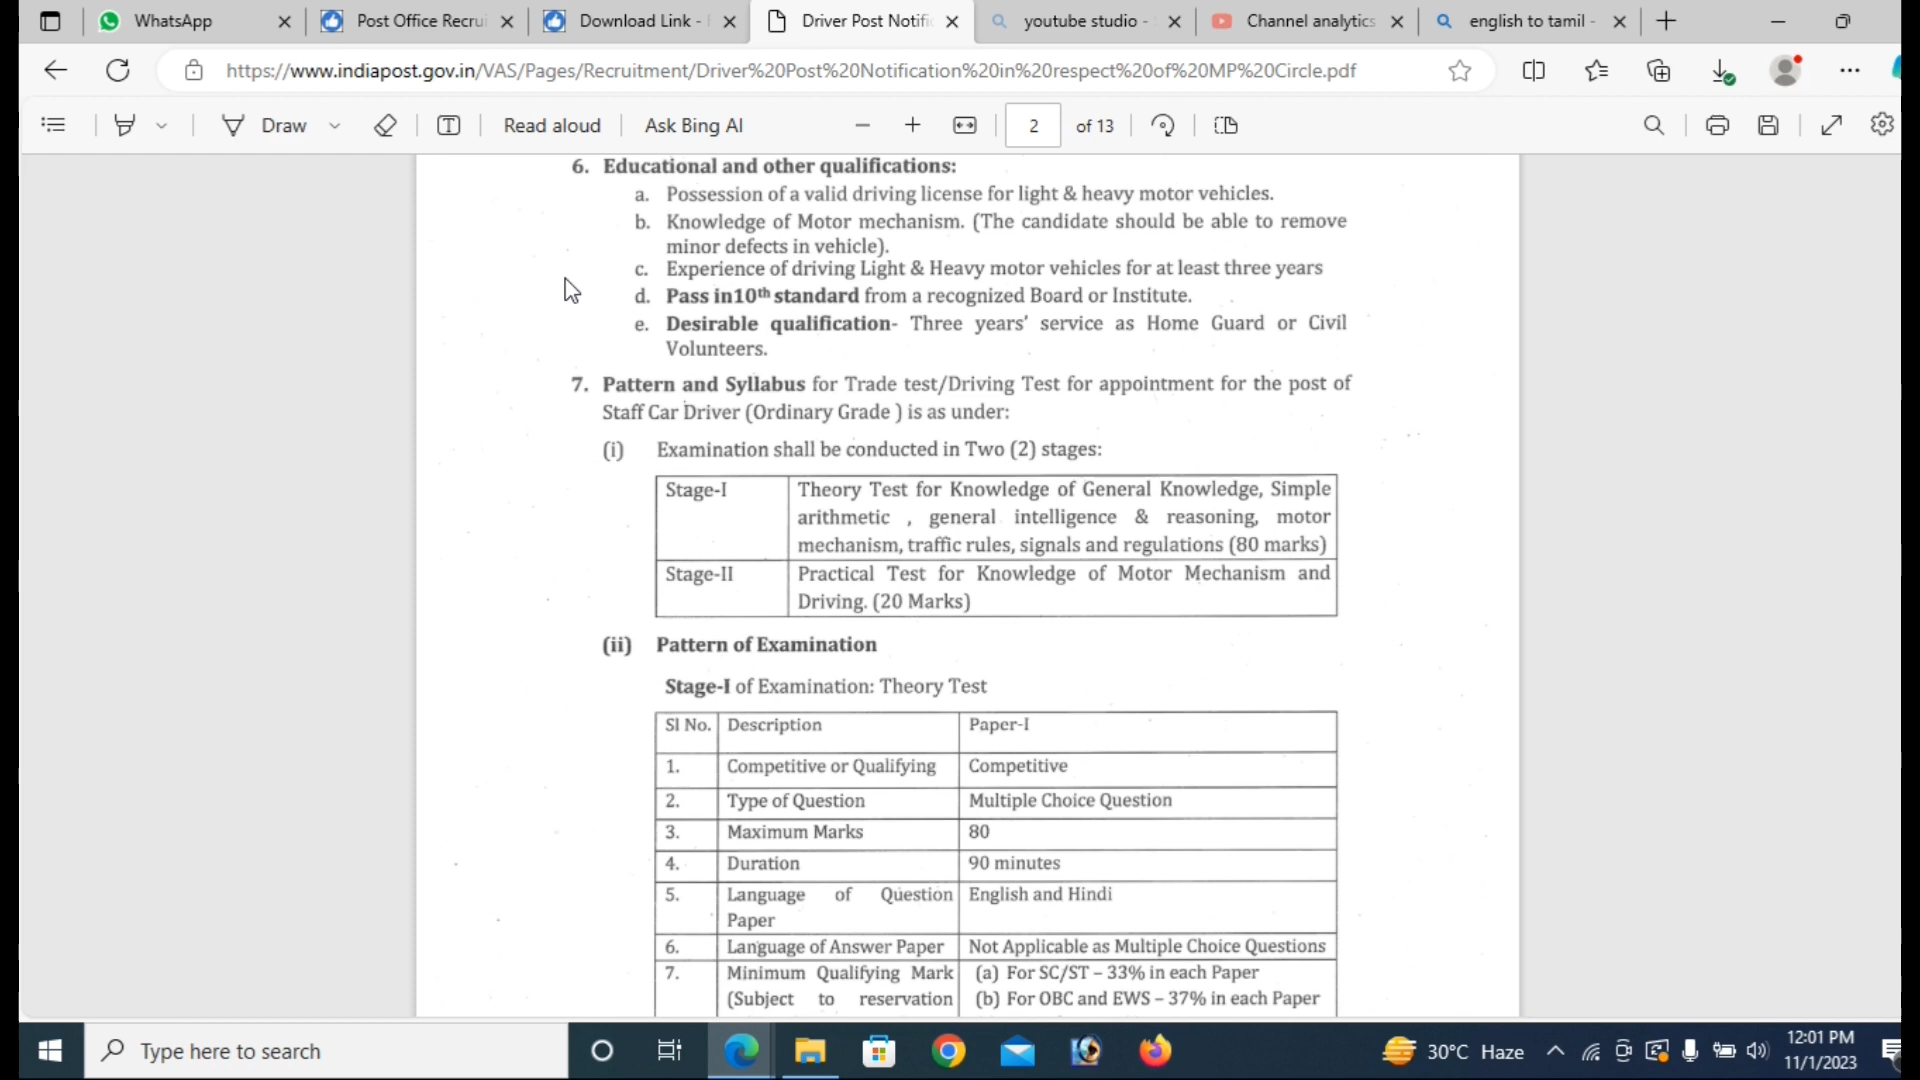 WhatsApp
Post Office Recrui
Download Link -
Driver Post Notifi
youtube studio -
Channel analytics
english to tamil -
https://www.indiapost.gov.in/VAS/Pages/Recruitment/Driver%20Post%20Notification%20in%20respect%20of%20MP%20Circle.pdf
Draw
Read aloud
Ask Bing AI
2
of 13
6. Educational and other qualifications:
a. Possession of a valid driving license for light & heavy motor vehicles.
b. Knowledge of Motor mechanism. (The candidate should be able to remove
minor defects in vehicle).
c. Experience of driving Light & Heavy motor vehicles for at least three years
d. Pass in10th standard from a recognized Board or Institute.
e. Desirable qualification- Three years' service as Home Guard or Civil
Volunteers.
7. Pattern and Syllabus for Trade test/Driving Test for appointment for the post of
Staff Car Driver (Ordinary Grade ) is as under:
(i) Examination shall be conducted in Two (2) stages:
Stage-I
Theory Test for Knowledge of General Knowledge, Simple
arithmetic , general intelligence & reasoning, motor
mechanism, traffic rules, signals and regulations (80 marks)
Stage-II
Practical Test for Knowledge of Motor Mechanism and
Driving. (20 Marks)
(ii) Pattern of Examination
Stage-I of Examination: Theory Test
Sl No. Description Paper-I
1. Competitive or Qualifying Competitive
2. Type of Question Multiple Choice Question
3. Maximum Marks 80
4. Duration 90 minutes
5. Language of Question English and Hindi
Paper
6. Language of Answer Paper Not Applicable as Multiple Choice Questions
7. Minimum Qualifying Mark (a) For SC/ST – 33% in each Paper
(Subject to reservation (b) For OBC and EWS – 37% in each Paper
Type here to search
30°C Haze
12:01 PM
11/1/2023